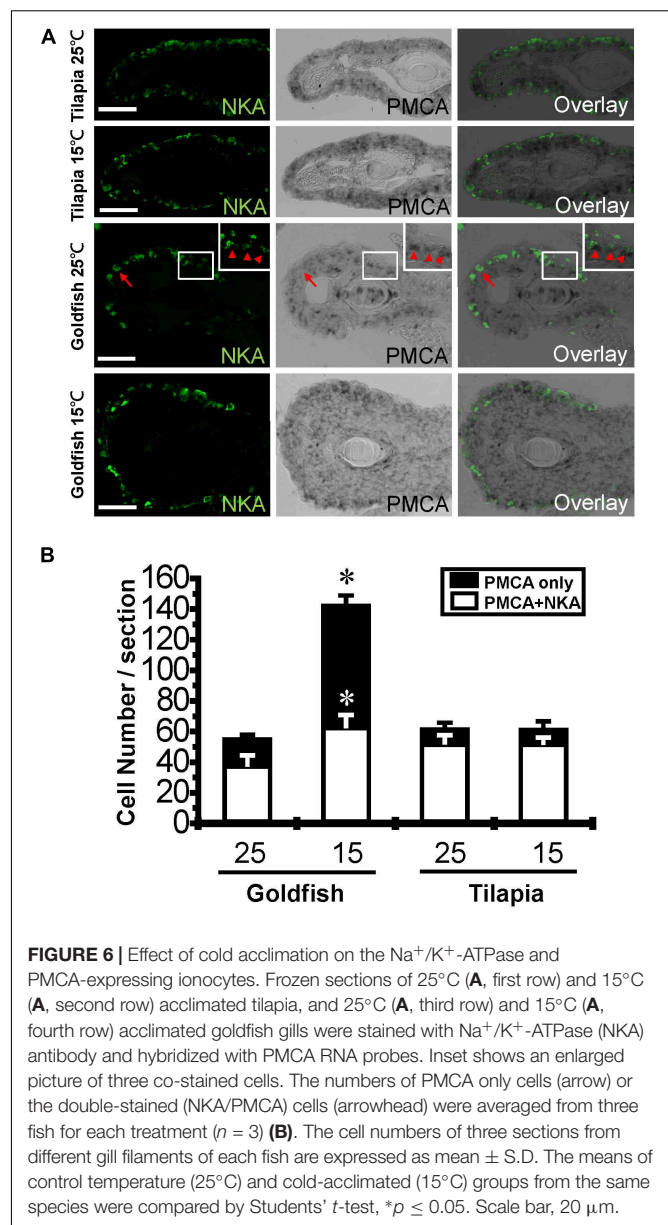 A
Tilapia 25℃
NKA
PMCA
Overlay
Tilapia 15℃
NKA
PMCA
Overlay
Goldfish 25℃
NKA
PMCA
Overlay
Goldfish 15℃
NKA
PMCA
Overlay
B
Cell Number / section
160
140
120
100
80
60
40
20
0
*
*
PMCA only
PMCA+NKA
25
15
25
15
Goldfish
Tilapia
FIGURE 6 | Effect of cold acclimation on the Na⁺/K⁺-ATPase and
PMCA-expressing ionocytes. Frozen sections of 25°C (A, first row) and 15°C
(A, second row) acclimated tilapia, and 25°C (A, third row) and 15°C (A,
fourth row) acclimated goldfish gills were stained with Na⁺/K⁺-ATPase (NKA)
antibody and hybridized with PMCA RNA probes. Inset shows an enlarged
picture of three co-stained cells. The numbers of PMCA only cells (arrow) or
the double-stained (NKA/PMCA) cells (arrowhead) were averaged from three
fish for each treatment (n = 3) (B). The cell numbers of three sections from
different gill filaments of each fish are expressed as mean ± S.D. The means of
control temperature (25°C) and cold-acclimated (15°C) groups from the same
species were compared by Students' t-test, *p ≤ 0.05. Scale bar, 20 μm.